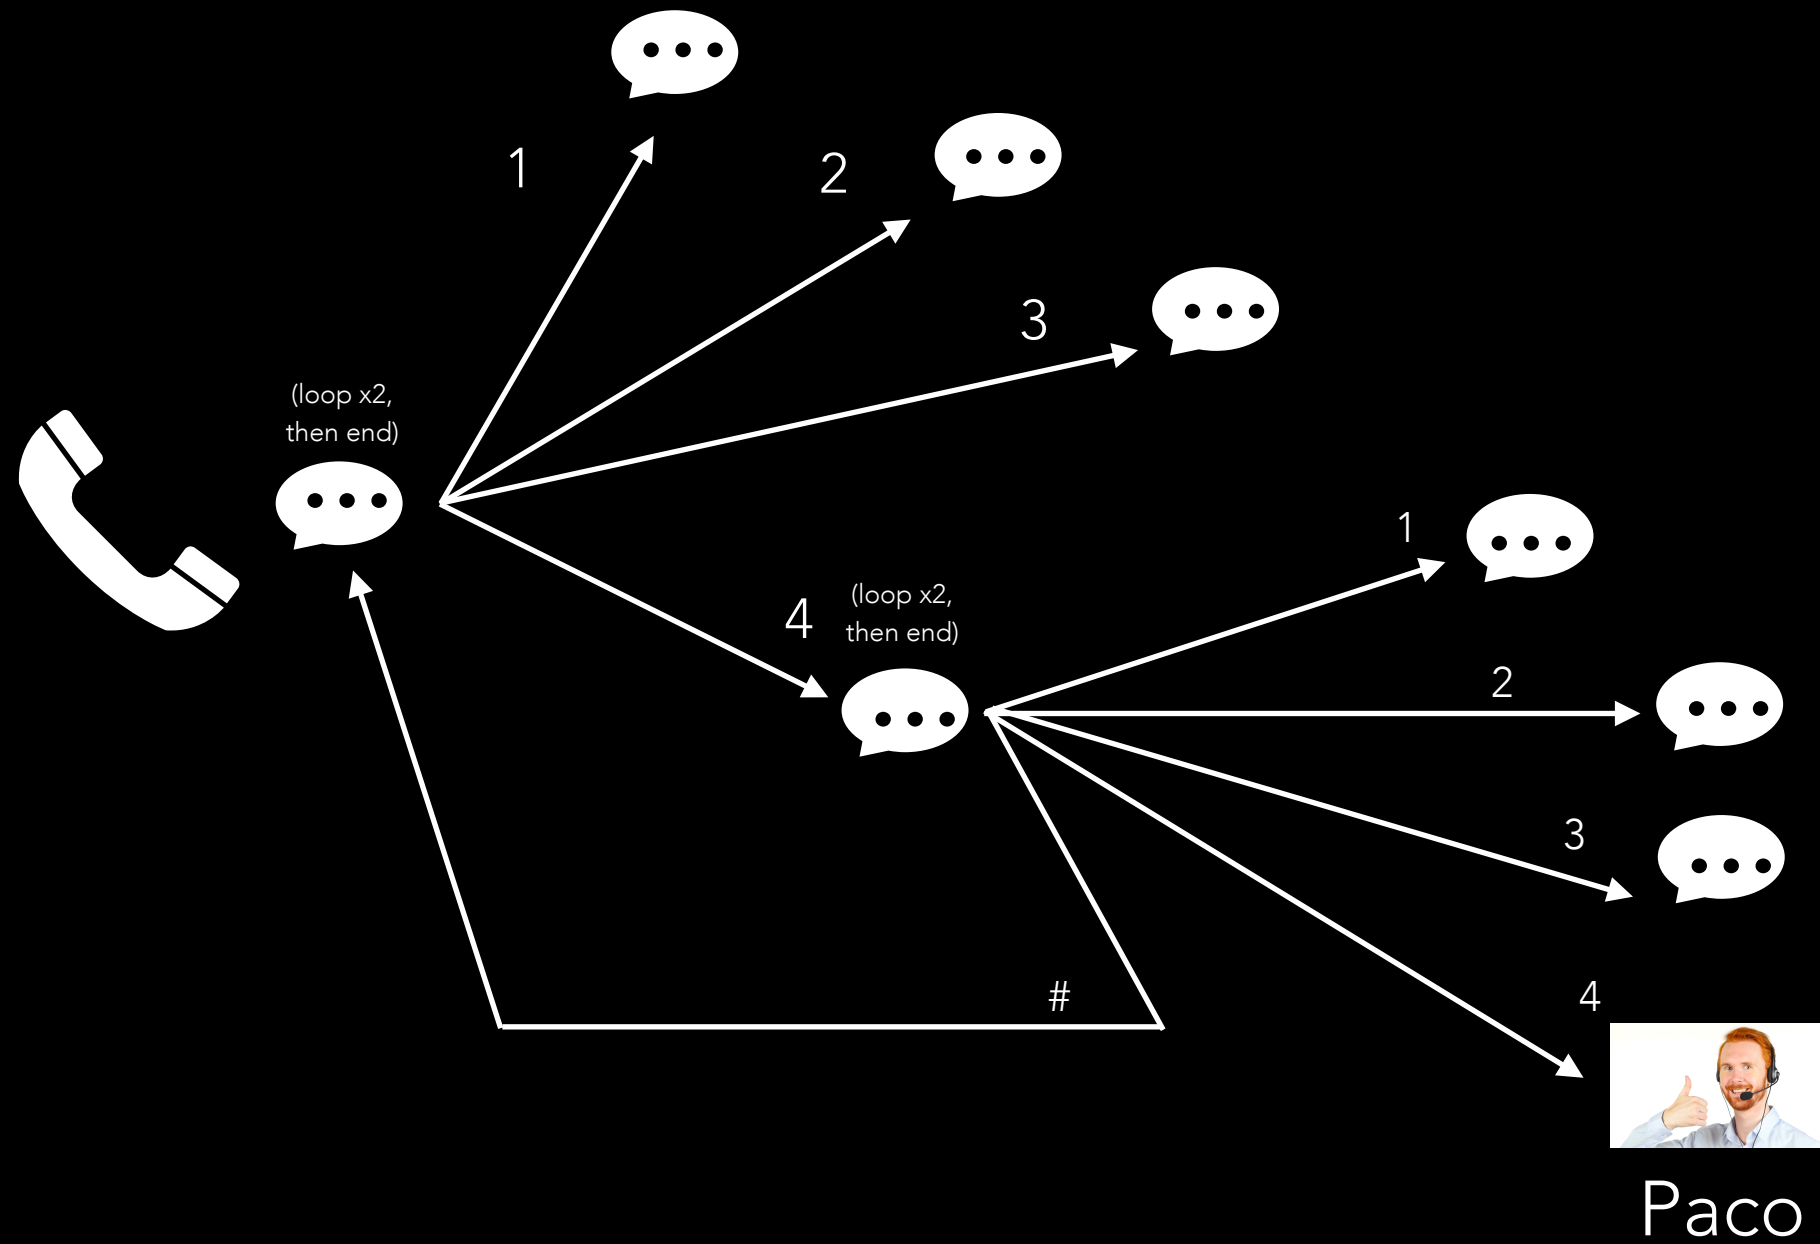 1
2
3
(loop x2,
then end)
1
4
(loop x2,
then end)
2
3
#
4
Paco